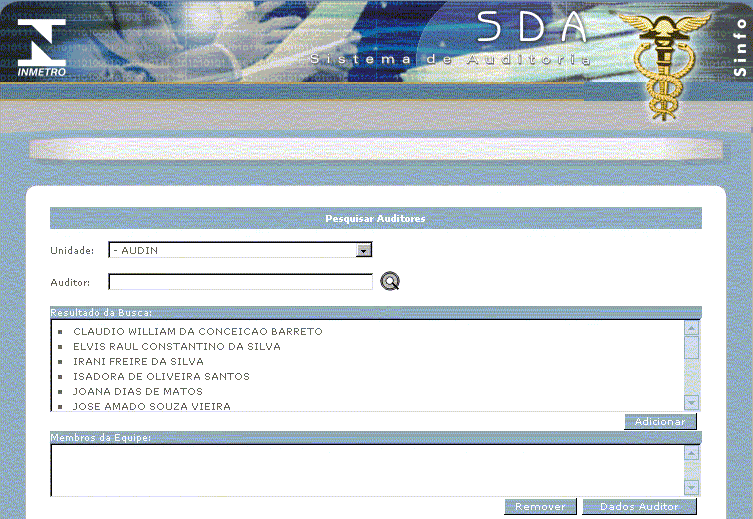 SDA
Sistema de Auditoria
INMETRO
Sinfo
Pesquisar Auditores
Unidade: - AUDIN
Auditor:
Resultado da Busca:
CLAUDIO WILLIAM DA CONCEICAO BARRETO
ELVIS RAUL CONSTANTINO DA SILVA
IRANI FREIRE DA SILVA
ISADORA DE OLIVEIRA SANTOS
JOANA DIAS DE MATOS
JOSE AMADO SOUZA VIEIRA
Adicionar
Membros da Equipe:
Remover Dados Auditor